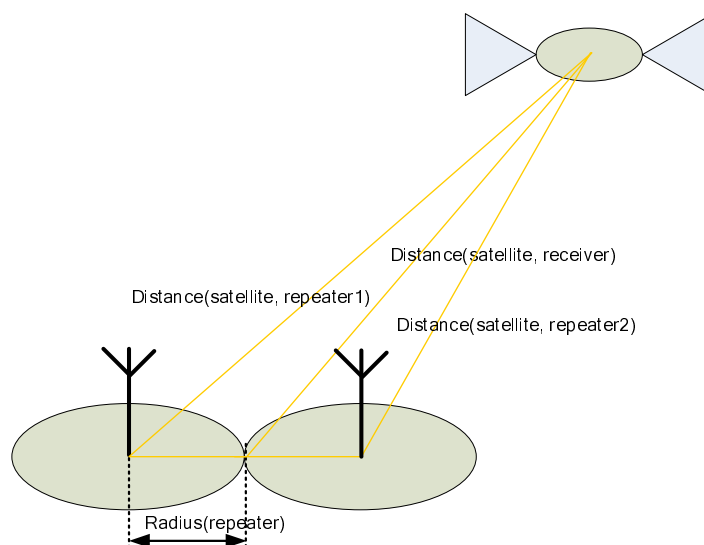 Distance(satellite, receiver)
Distance(satellite, repeater1)
Distance(satellite, repeater2)
Radius(repeater)